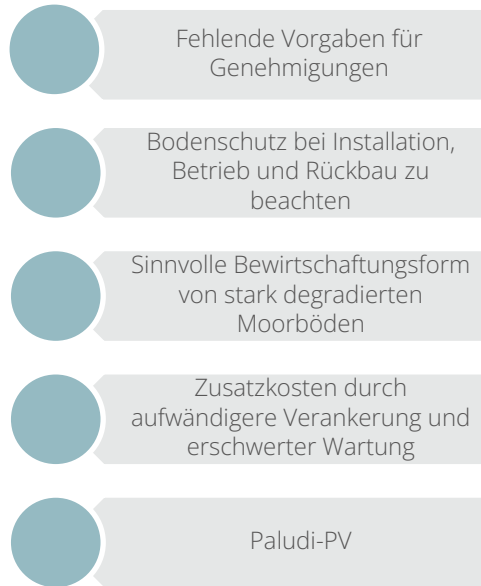 Fehlende Vorgaben für
Genehmigungen
Bodenschutz bei Installation,
Betrieb und Rückbau zu
beachten
Sinnvolle Bewirtschaftungsform
von stark degradierten
Moorböden
Zusatzkosten durch
aufwändigere Verankerung und
erschwerter Wartung
Paludi-PV